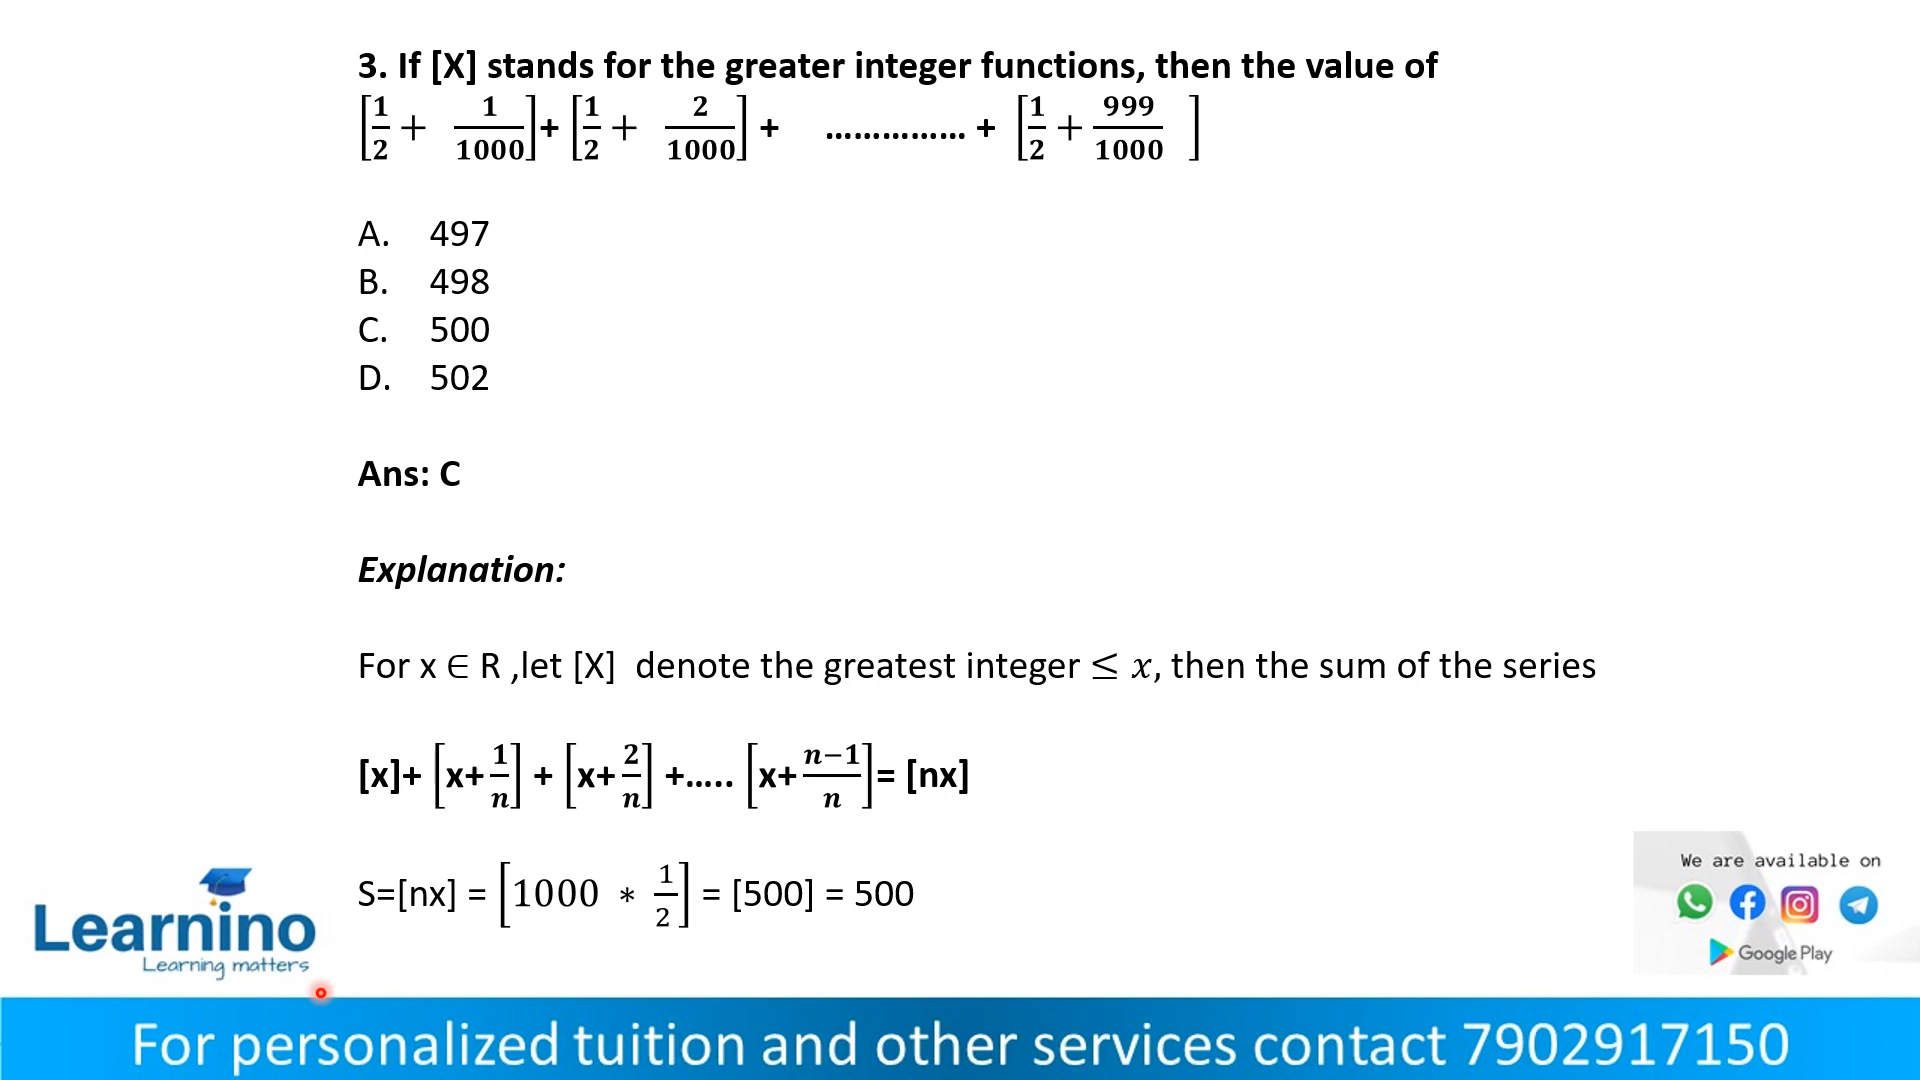 3. If [X] stands for the greater integer functions, then the value of
[1/2 + 1/1000] + [1/2 + 2/1000] + ............... + [1/2 + 999/1000 ]
A. 497
B. 498
C. 500
D. 502
Ans: C
Explanation:
For x ∈ R ,let [X] denote the greatest integer ≤ x, then the sum of the series
[x]+ [x+1/n] + [x+2/n] +..... [x+(n−1)/n]= [nx]
S=[nx] = [1000 * 1/2] = [500] = 500
Learnino
Learning matters
We are available on
Google Play
For personalized tuition and other services contact 7902917150